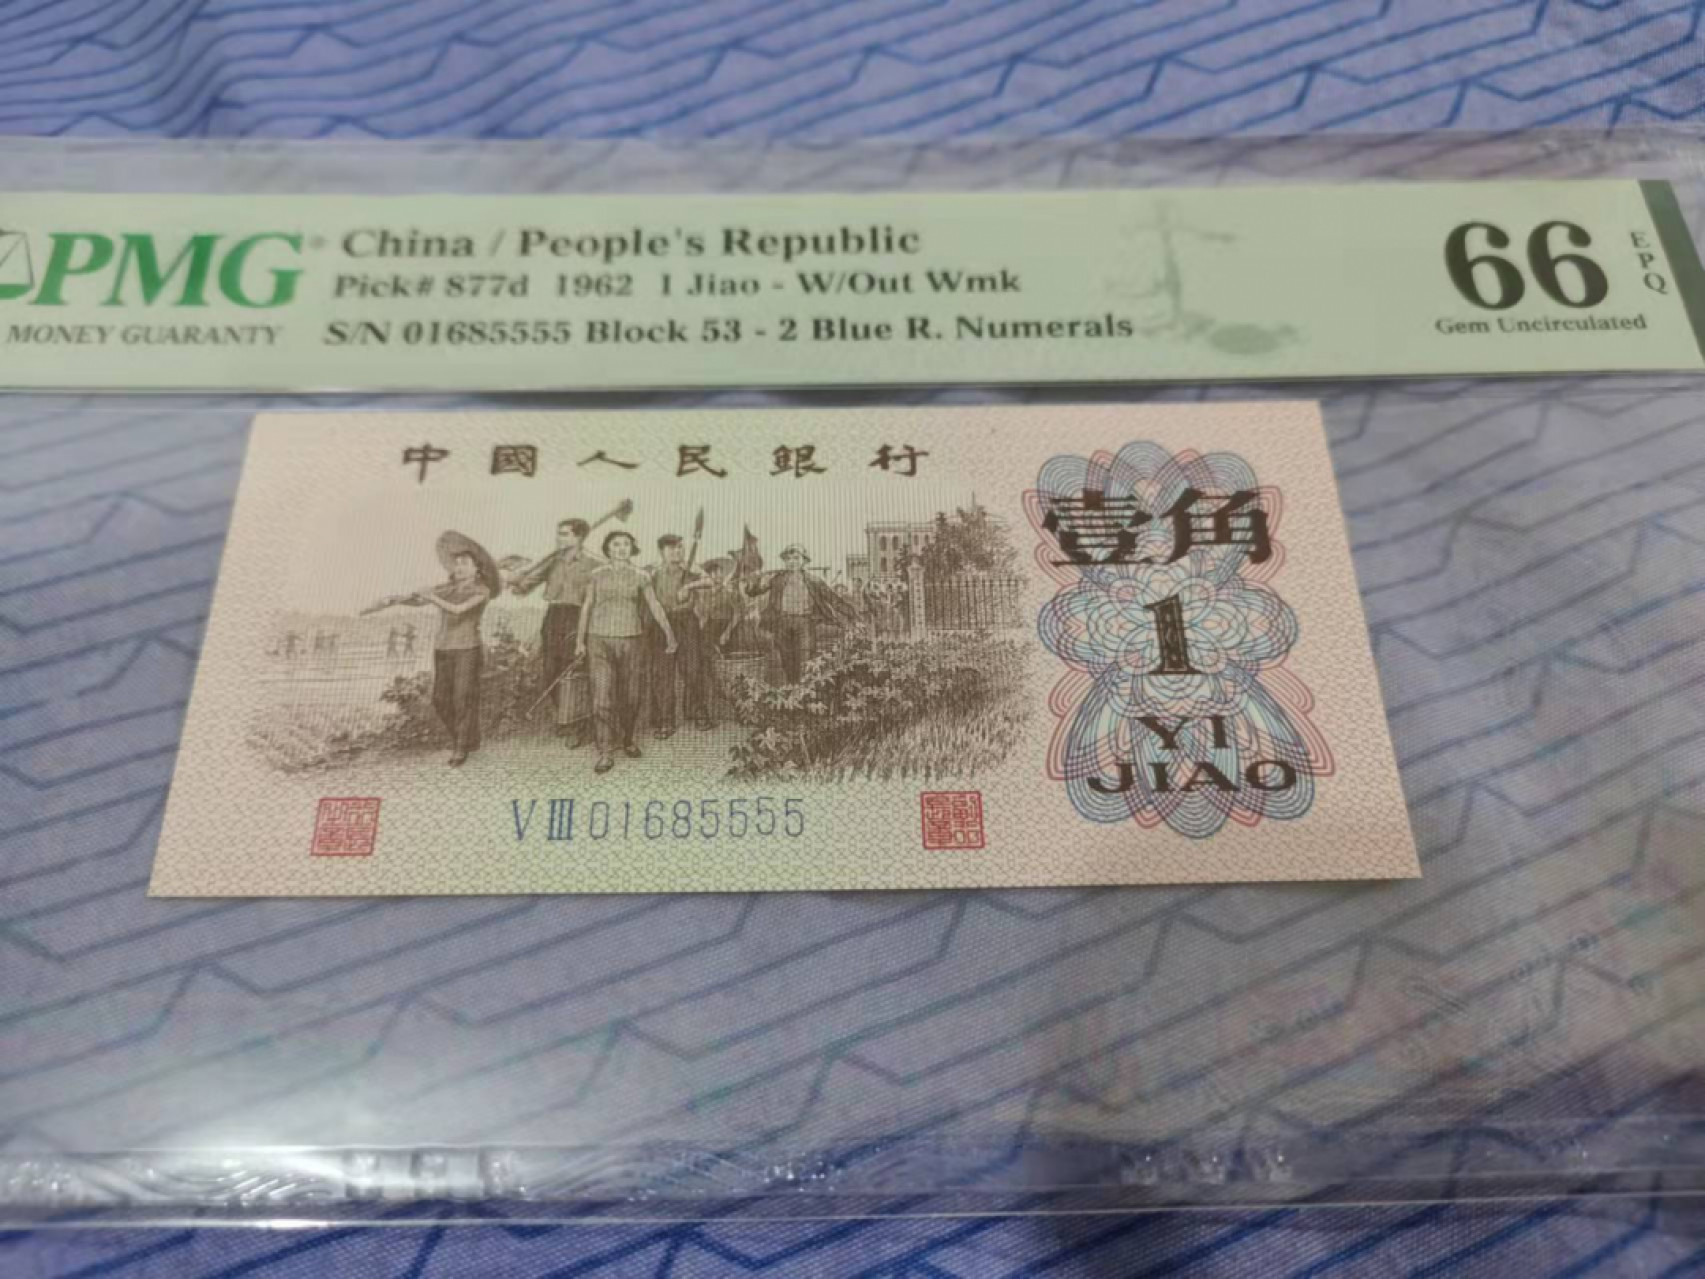 PMG
MONEY GUARANTY
China / People's Republic
Pick# 877d 1962 1 Jiao - W/Out Wmk
S/N 01685555 Block 53 - 2 Blue R. Numerals
66
EPQ
Gem Uncirculated
中國人民銀行
壹角
1
YI
JIAO
V III 01685555